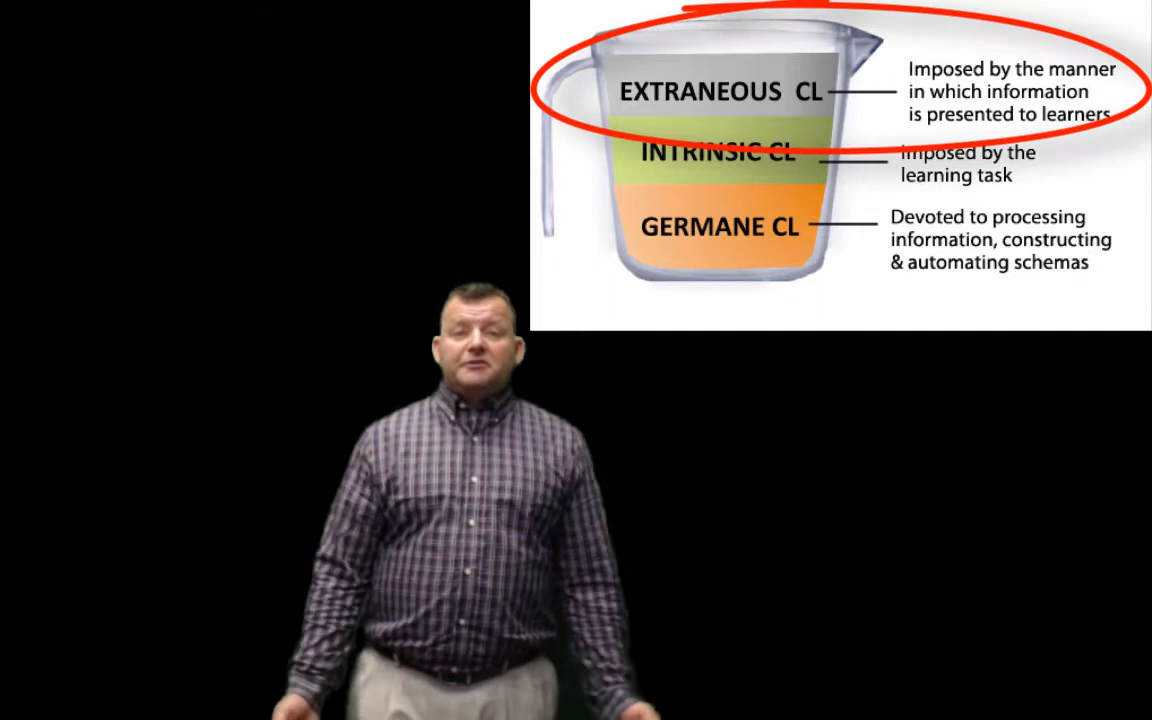 EXTRANEOUS CL
Imposed by the manner
in which information
is presented to learners
INTRINSIC CL
Imposed by the
learning task
GERMANE CL
Devoted to processing
information, constructing
& automating schemas